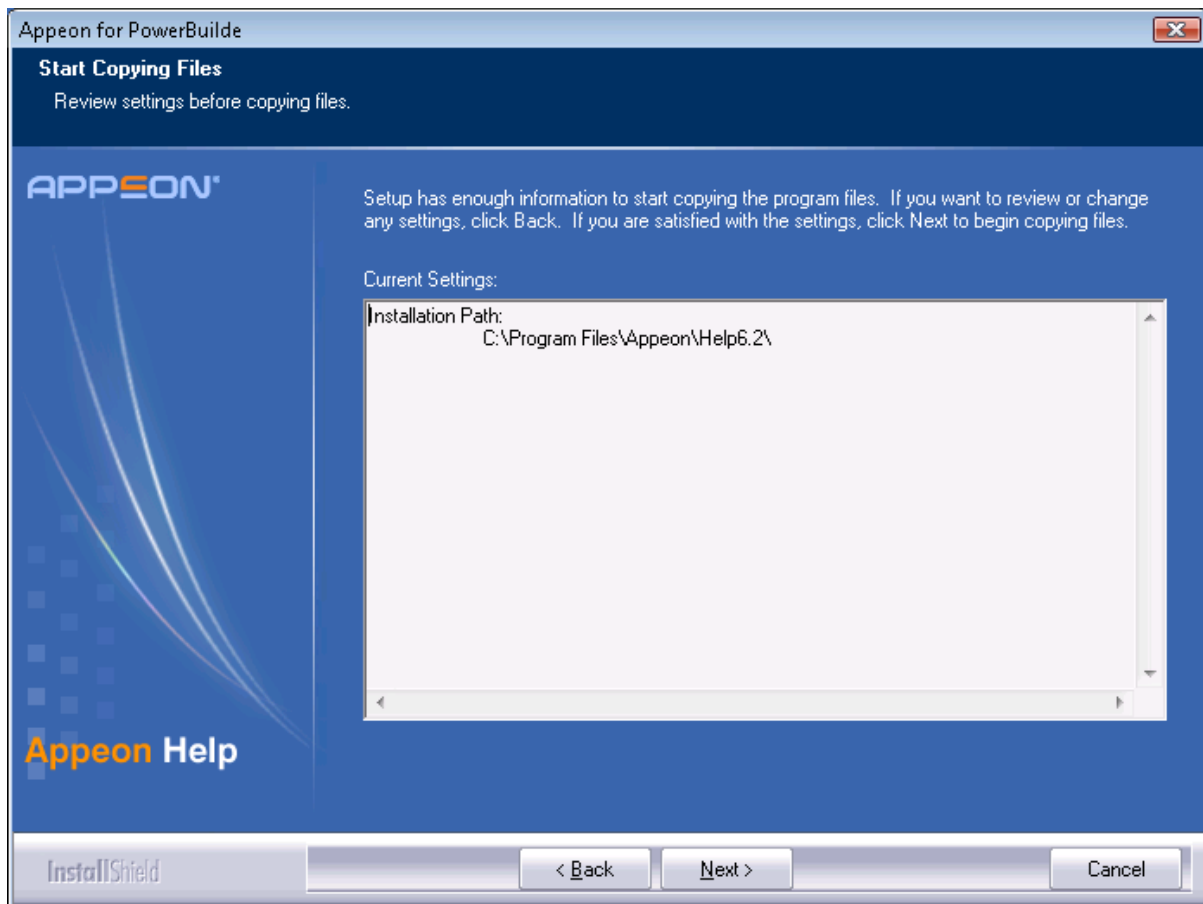 Appeon for PowerBuilde
Start Copying Files
Review settings before copying files.
APPEON®
Setup has enough information to start copying the program files.  If you want to review or change
any settings, click Back.  If you are satisfied with the settings, click Next to begin copying files.
Current Settings:
Installation Path:
C:\Program Files\Appeon\Help6.2\
Appeon Help
InstallShield
< Back
Next >
Cancel